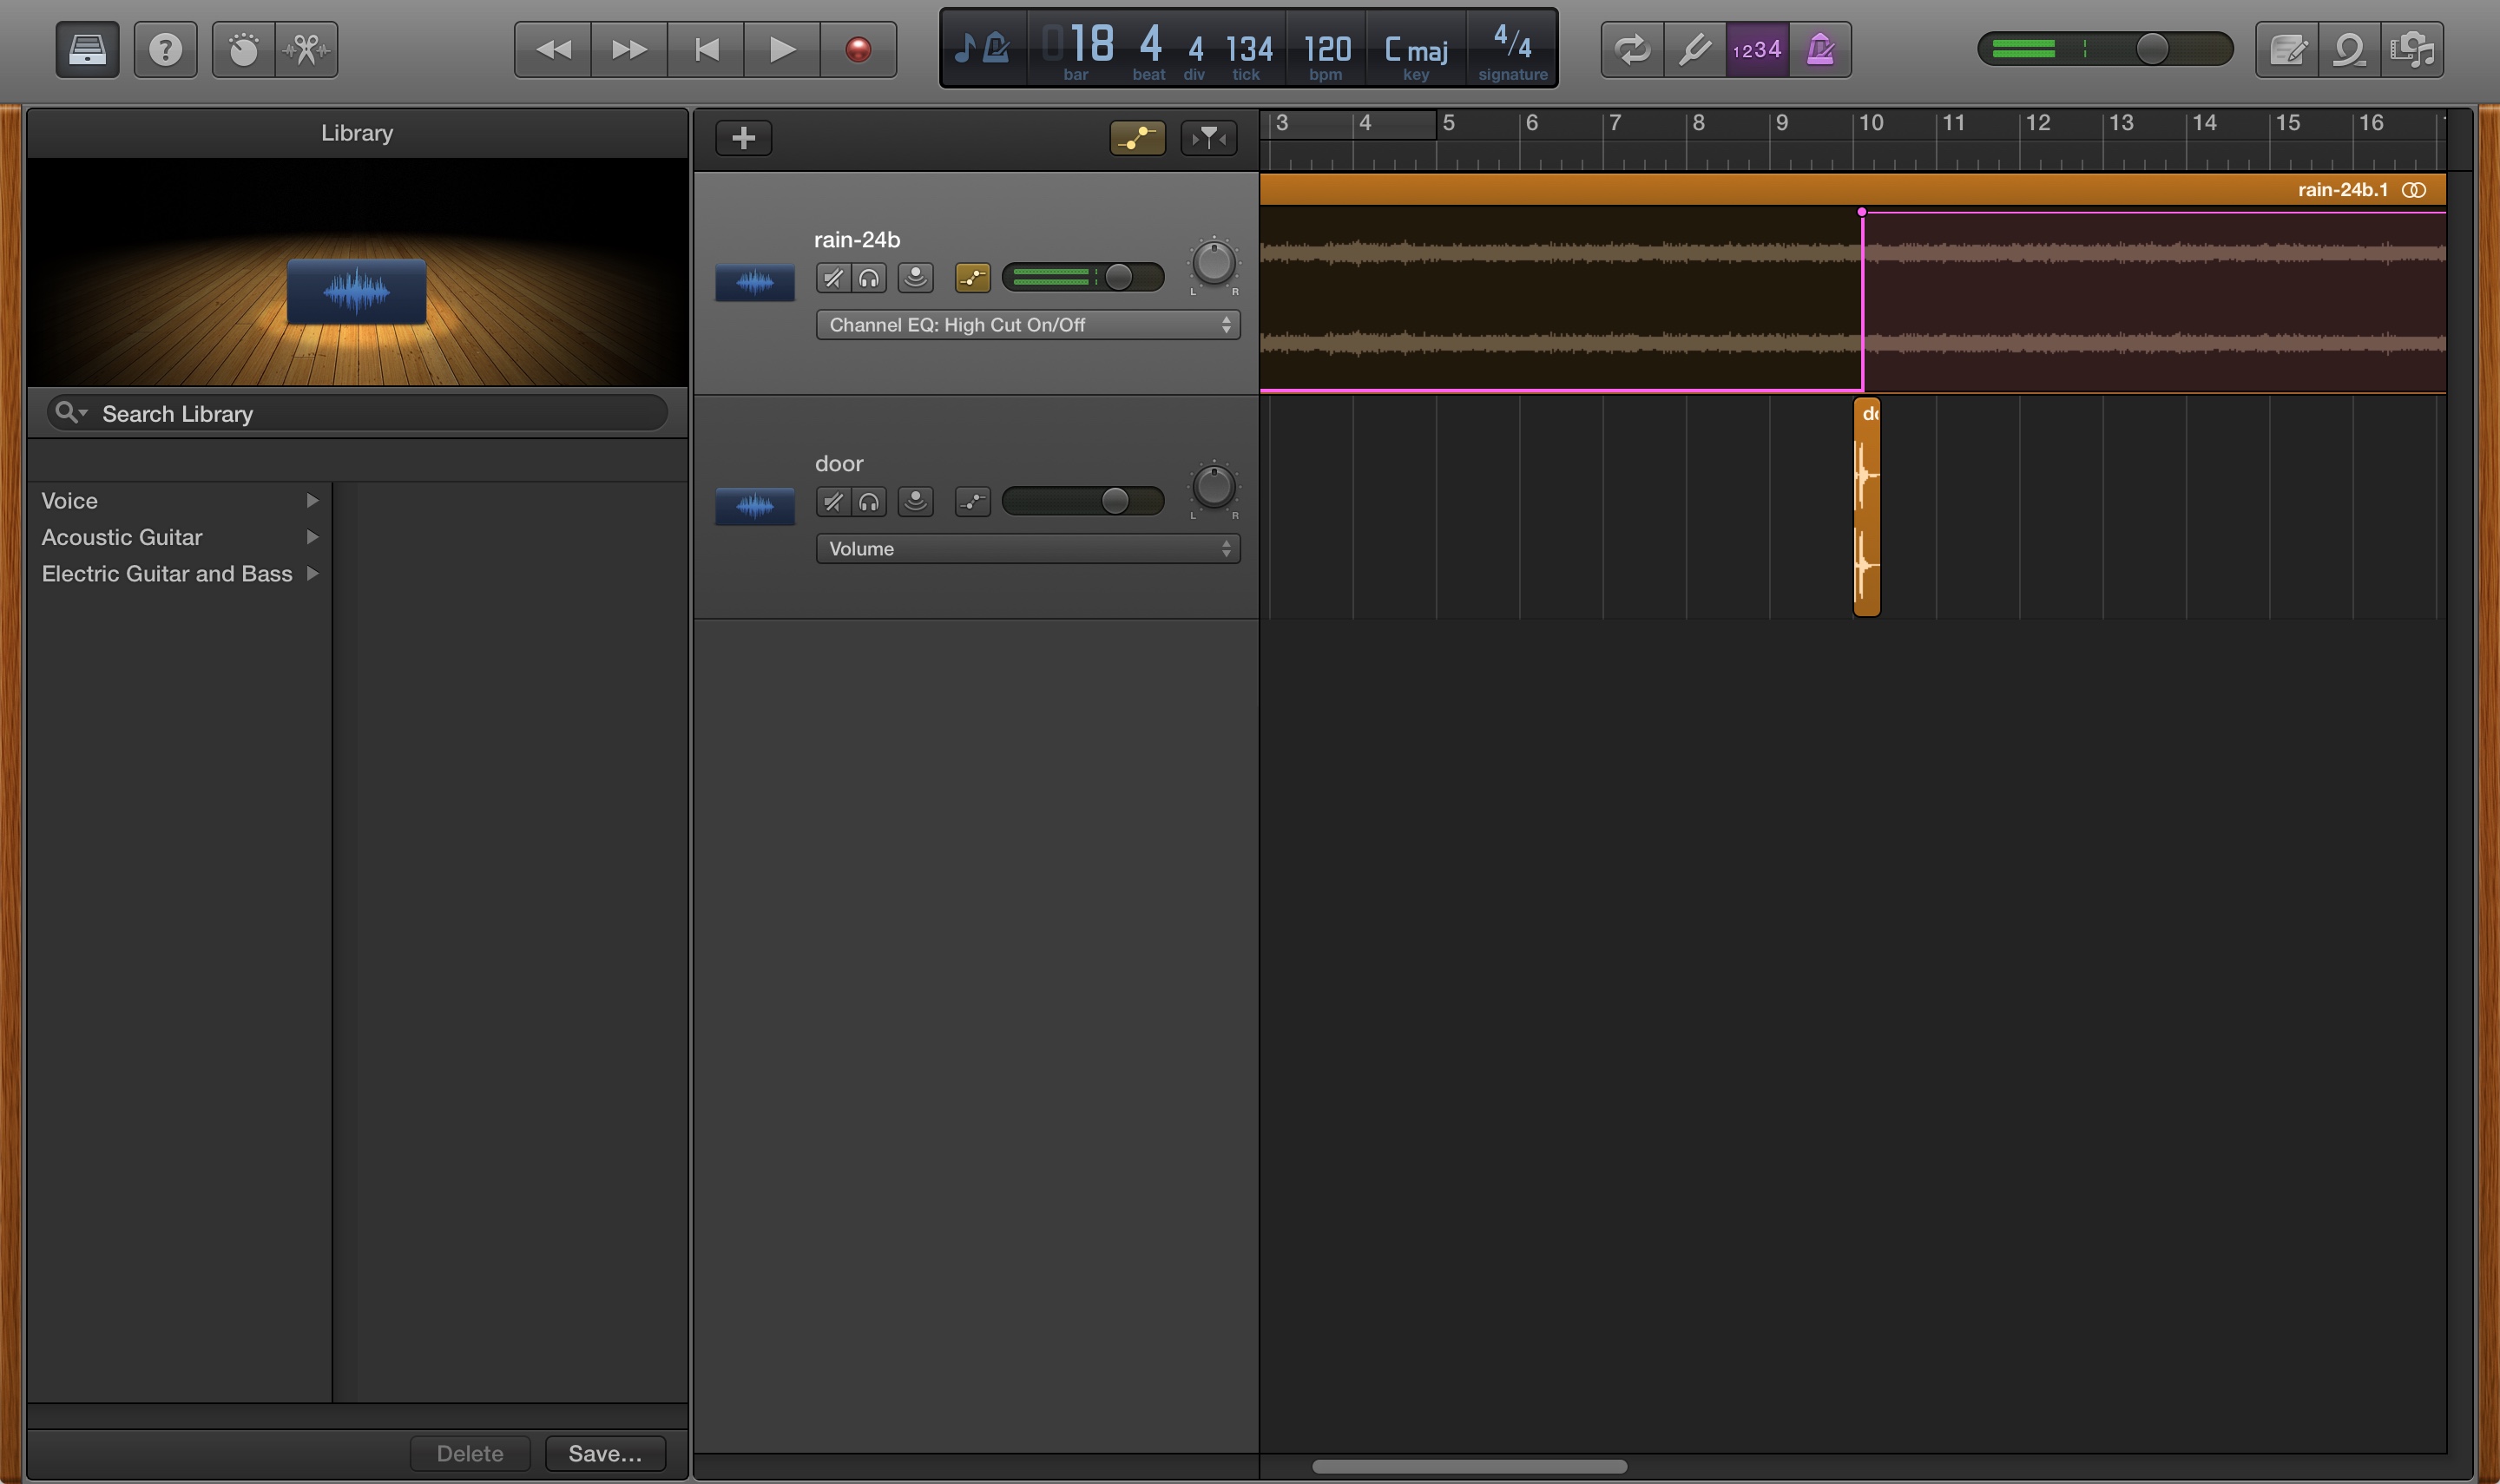 ?
18 4 4 134 120 C maj 4/4
bar beat div tick bpm key signature
1234
Library
3 4 5 6 7 8 9 10 11 12 13 14 15 16
rain-24b.1
rain-24b
L R
Channel EQ: High Cut On/Off
Search Library
door
L R
Volume
Voice
Acoustic Guitar
Electric Guitar and Bass
Delete Save...